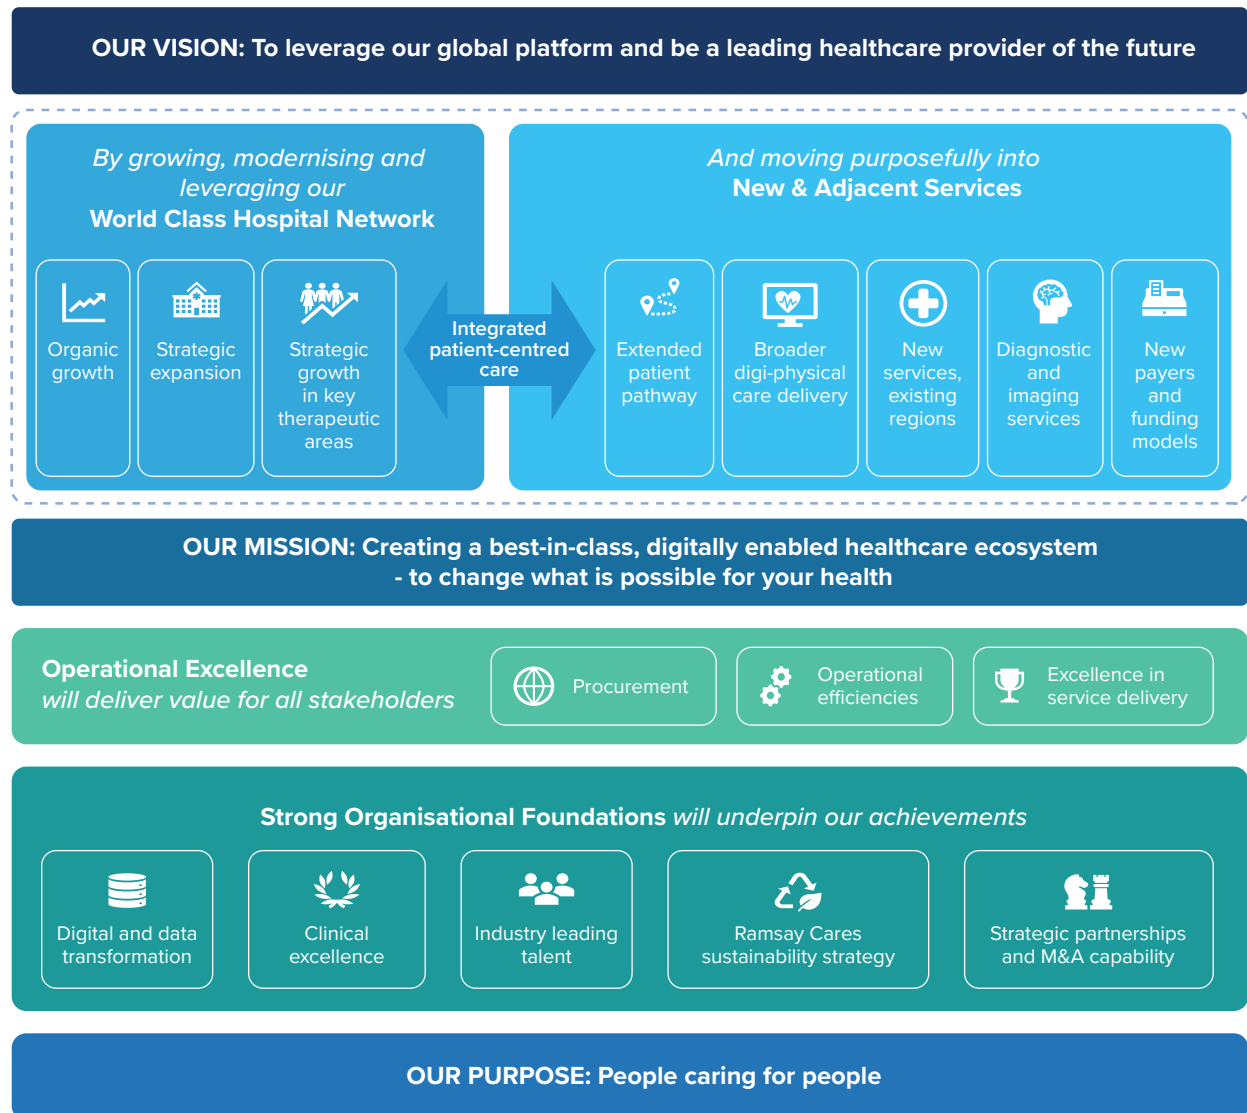 OUR VISION: To leverage our global platform and be a leading healthcare provider of the future
By growing, modernising and
leveraging our
World Class Hospital Network
Organic
growth
Strategic
expansion
Strategic
growth
in key
therapeutic
areas
Integrated
patient-centred
care
And moving purposefully into
New & Adjacent Services
Extended
patient
pathway
Broader
digi-physical
care delivery
New
services,
existing
regions
Diagnostic
and
imaging
services
New
payers
and
funding
models
OUR MISSION: Creating a best-in-class, digitally enabled healthcare ecosystem
- to change what is possible for your health
Operational Excellence
will deliver value for all stakeholders
Procurement
Operational
efficiencies
Excellence in
service delivery
Strong Organisational Foundations will underpin our achievements
Digital and data
transformation
Clinical
excellence
Industry leading
talent
Ramsay Cares
sustainability strategy
Strategic partnerships
and M&A capability
OUR PURPOSE: People caring for people